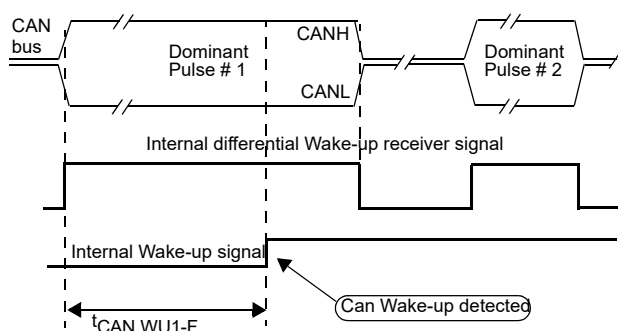 CAN
bus
CANH
Dominant
Pulse # 1
CANL
Dominant
Pulse # 2
Internal differential Wake-up receiver signal
Internal Wake-up signal
Can Wake-up detected
tCAN WU1-F